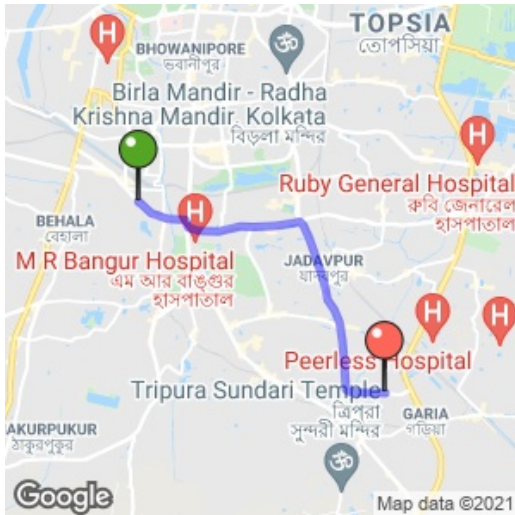 TOPSIA
তোপসিয়া
H
BHOWANIPORE
ভবানীপুর
Birla Mandir - Radha
Krishna Mandir, Kolkata
বিড়লা মন্দির
H
Ruby General Hospital
রুবি জেনারেল
হাসপাতাল
BEHALA
বেহালা
H
M R Bangur Hospital
এম আর বাঙ্গুর
হাসপাতাল
JADAVPUR
যাদবপুর
H
H
Peerless Hospital
Tripura Sundari Temple
ত্রিপুরা
সুন্দরী মন্দির
GARIA
গড়িয়া
AKURPUKUR
ঠাকুরপুকুর
Google
Map data ©2021